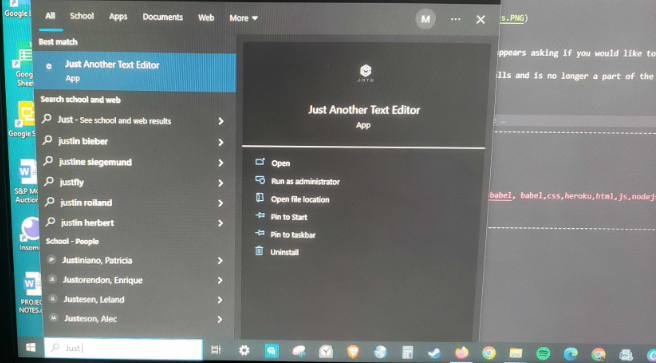 Google S
All School Apps Documents Web More M ... ×
s.PNG)
Best match
Just Another Text Editor
App
ppears asking if you would like to
lls and is no longer a part of the
Search school and web
Just - See school and web results
justin bieber
justine siegemund
justfly
justin roiland
justin herbert
School - People
Justiniano, Patricia
Justorendon, Enrique
Justesen, Leland
Justeson, Alec
Just
JATE
Just Another Text Editor
App
Open
Run as administrator
Open file location
Pin to Start
Pin to taskbar
Uninstall
babel, babel,css,heroku,html,js,nodej
Goog
Shee
Google S
S&P M
Auction
Insom
PROJE
NOTES.